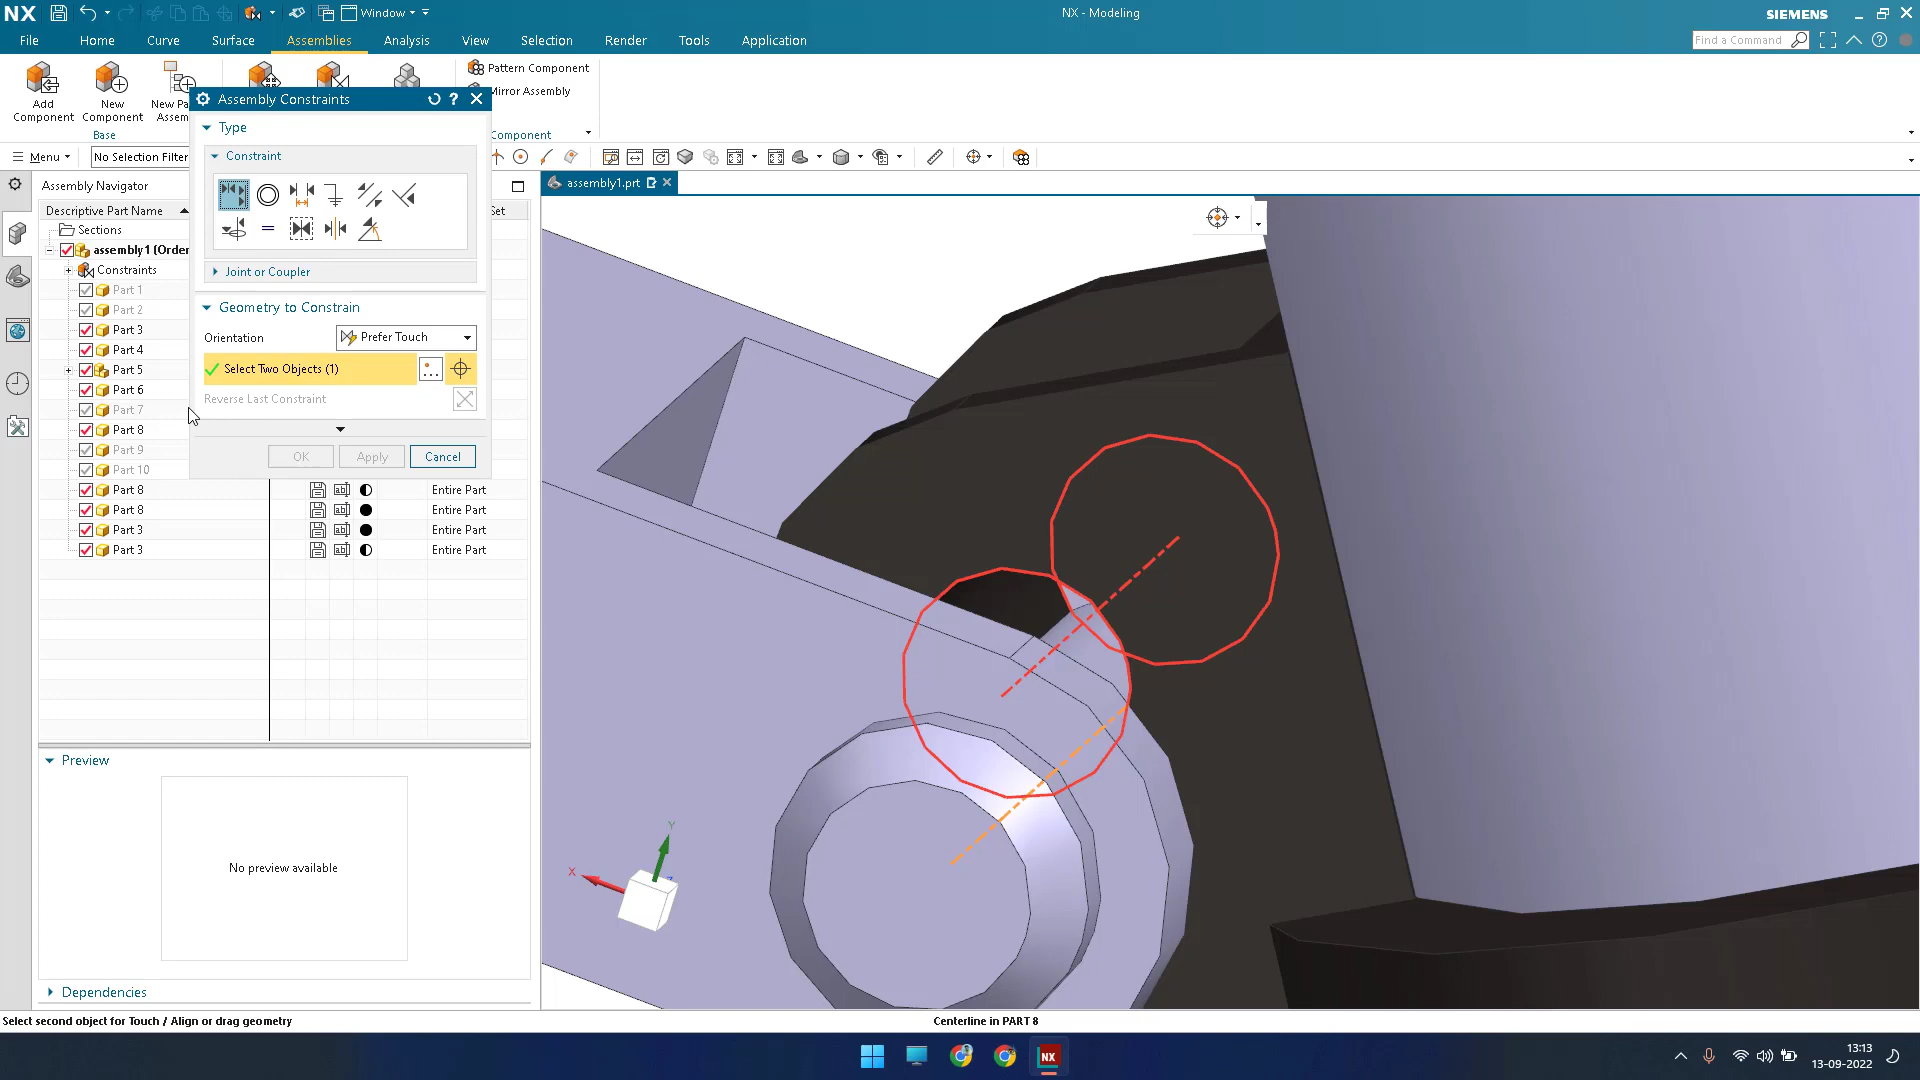 NX
Window
NX - Modeling
SIEMENS
File
Home
Curve
Surface
Assemblies
Analysis
View
Selection
Render
Tools
Application
Find a Command
Add
Component
New
Component
Pattern Component
Mirror Assembly
Base
Assembly Constraints
Type
Constraint
Menu
No Selection Filter
Assembly Navigator
assembly1.prt
Descriptive Part Name
Sections
assembly1 (Order
Constraints
Part 1
Part 2
Part 3
Part 4
Part 5
Part 6
Part 7
Part 8
Part 9
Part 10
Part 8
Entire Part
Part 8
Entire Part
Part 3
Entire Part
Part 3
Entire Part
Joint or Coupler
Geometry to Constrain
Orientation
Prefer Touch
Select Two Objects (1)
Reverse Last Constraint
OK
Apply
Cancel
Preview
No preview available
Dependencies
X
Y
Select second object for Touch / Align or drag geometry
Centerline in PART 8
NX
13:13
13-09-2022